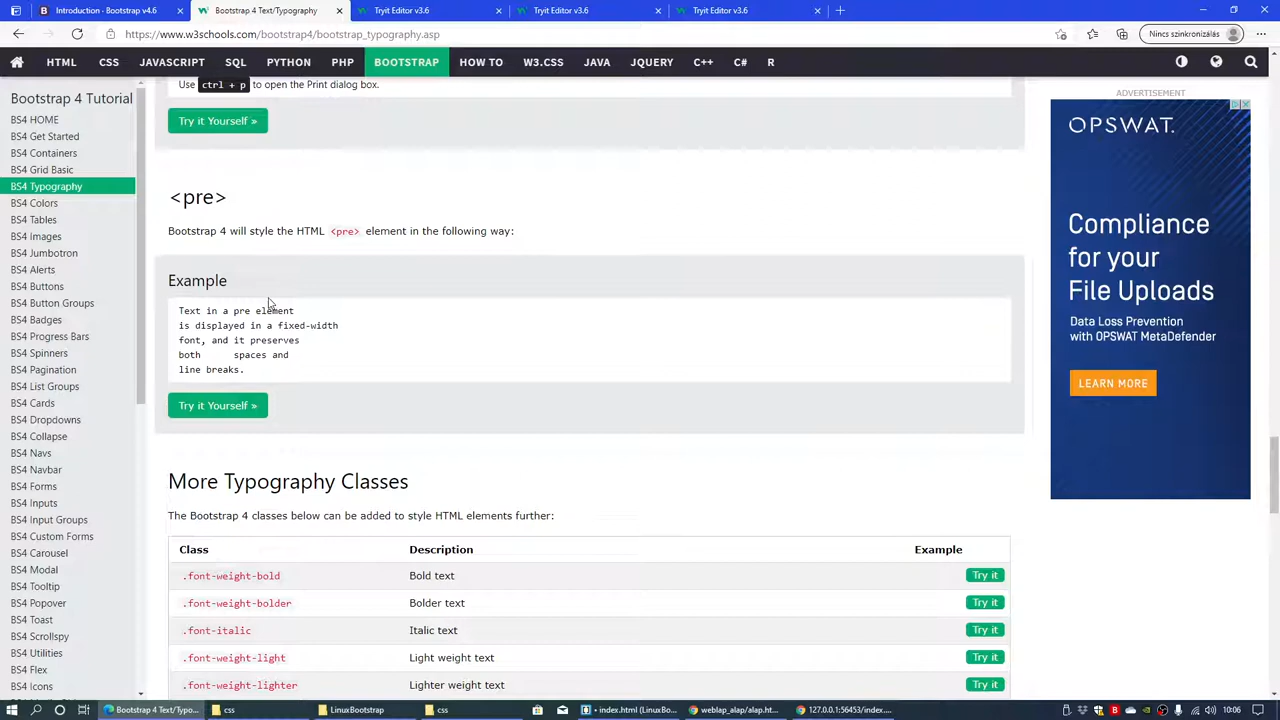 Introduction · Bootstrap v4.6
Bootstrap 4 Text/Typography
Tryit Editor v3.6
Tryit Editor v3.6
Tryit Editor v3.6
https://www.w3schools.com/bootstrap4/bootstrap_typography.asp
Nincs szinkronizálás
HTML CSS JAVASCRIPT SQL PYTHON PHP BOOTSTRAP HOW TO W3.CSS JAVA JQUERY C++ C# R
Bootstrap 4 Tutorial
BS4 HOME
BS4 Get Started
BS4 Containers
BS4 Grid Basic
BS4 Typography
BS4 Colors
BS4 Tables
BS4 Images
BS4 Jumbotron
BS4 Alerts
BS4 Buttons
BS4 Button Groups
BS4 Badges
BS4 Progress Bars
BS4 Spinners
BS4 Pagination
BS4 List Groups
BS4 Cards
BS4 Dropdowns
BS4 Collapse
BS4 Navs
BS4 Navbar
BS4 Forms
BS4 Inputs
BS4 Input Groups
BS4 Custom Forms
BS4 Carousel
BS4 Modal
BS4 Tooltip
BS4 Popover
BS4 Toast
BS4 Scrollspy
BS4 Utilities
BS4 Flex
BS4 Icons
Use ctrl + p to open the Print dialog box.
Try it Yourself »
<pre>
Bootstrap 4 will style the HTML <pre> element in the following way:
Example
Text in a pre element
is displayed in a fixed-width
font, and it preserves
both      spaces and
line breaks.
Try it Yourself »
More Typography Classes
The Bootstrap 4 classes below can be added to style HTML elements further:
Class Description Example
.font-weight-bold Bold text Try it
.font-weight-bolder Bolder text Try it
.font-italic Italic text Try it
.font-weight-light Light weight text Try it
.font-weight-lighter Lighter weight text Try it
ADVERTISEMENT
OPSWAT.
Compliance
for your
File Uploads
Data Loss Prevention
with OPSWAT MetaDefender
LEARN MORE
Bootstrap 4 Text/Typo...
css
LinuxBootstrap
css
• index.html (LinuxBo...
weblap_alap/alap.ht...
127.0.0.1:56453/index....
10:06